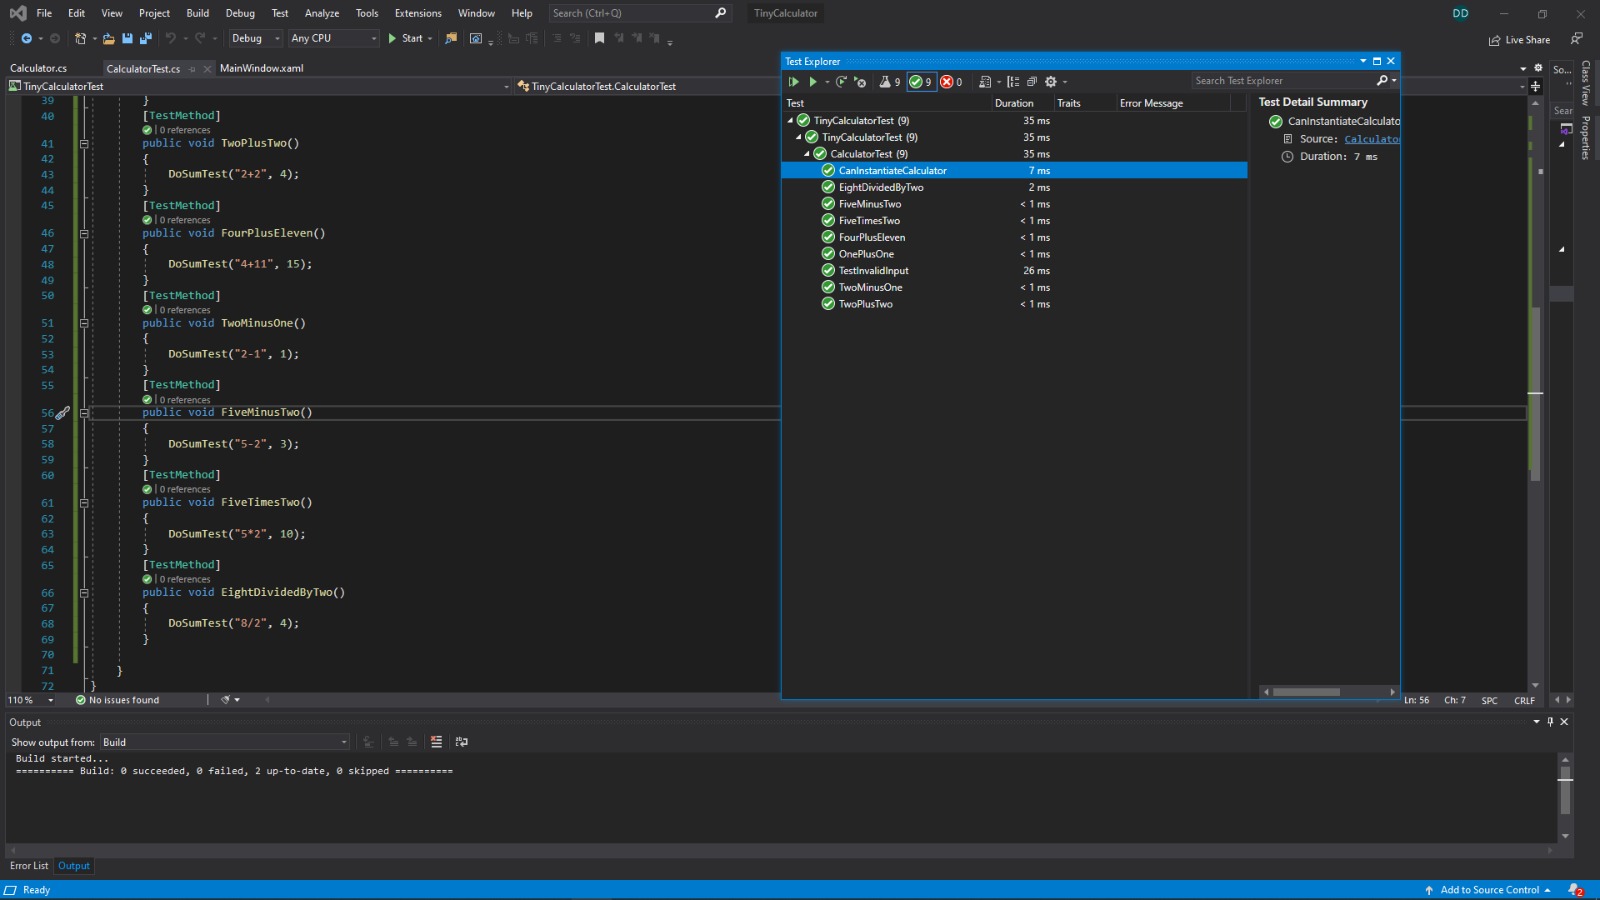 File Edit View Project Build Debug Test Analyze Tools Extensions Window Help Search (Ctrl+Q) TinyCalculator DD
Debug Any CPU Start Live Share
Calculator.cs CalculatorTest.cs MainWindow.xaml
TinyCalculatorTest TinyCalculatorTest.CalculatorTest
39 }
40 [TestMethod]
0 references
41 public void TwoPlusTwo()
42 {
43 DoSumTest("2+2", 4);
44 }
45 [TestMethod]
0 references
46 public void FourPlusEleven()
47 {
48 DoSumTest("4+11", 15);
49 }
50 [TestMethod]
0 references
51 public void TwoMinusOne()
52 {
53 DoSumTest("2-1", 1);
54 }
55 [TestMethod]
0 references
56 public void FiveMinusTwo()
57 {
58 DoSumTest("5-2", 3);
59 }
60 [TestMethod]
0 references
61 public void FiveTimesTwo()
62 {
63 DoSumTest("5*2", 10);
64 }
65 [TestMethod]
0 references
66 public void EightDividedByTwo()
67 {
68 DoSumTest("8/2", 4);
69 }
70
71 }
72 }
110 % No issues found Ln: 56 Ch: 7 SPC CRLF
Test Explorer
9 9 0 Search Test Explorer
Test Duration Traits Error Message
TinyCalculatorTest (9) 35 ms
TinyCalculatorTest (9) 35 ms
CalculatorTest (9) 35 ms
CanInstantiateCalculator 7 ms
EightDividedByTwo 2 ms
FiveMinusTwo < 1 ms
FiveTimesTwo < 1 ms
FourPlusEleven < 1 ms
OnePlusOne < 1 ms
TestInvalidInput 26 ms
TwoMinusOne < 1 ms
TwoPlusTwo < 1 ms
Test Detail Summary
CanInstantiateCalculato
Source: Calculato
Duration: 7 ms
So...
Sear
Class View
Properties
Output
Show output from: Build
Build started...
========== Build: 0 succeeded, 0 failed, 2 up-to-date, 0 skipped ==========
Error List Output
Ready Add to Source Control 2